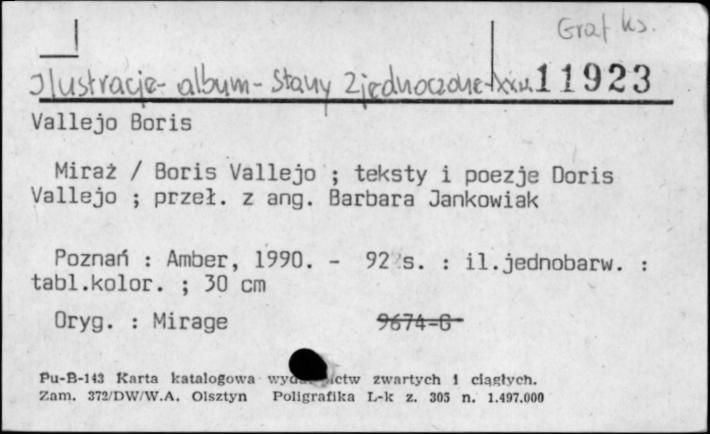 Graf ks.
Ilustracje - album - Stany Zjednoczone - XXw. 11923
Vallejo Boris
Miraż / Boris Vallejo ; teksty i poezje Doris
Vallejo ; przeł. z ang. Barbara Jankowiak
Poznań : Amber, 1990. - 92 s. : il.jednobarw. :
tabl.kolor. ; 30 cm
Oryg. : Mirage 9674-G
Pu-B-143 Karta katalogowa wydawnictw zwartych i ciągłych.
Zam. 372/DW/W.A. Olsztyn Poligrafika L-k z. 305 n. 1.497.000